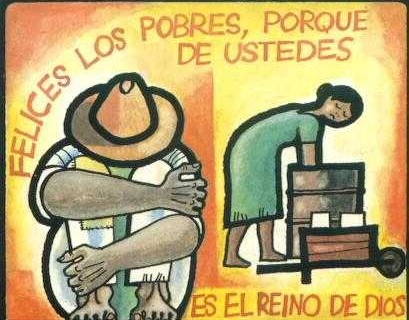 FELICES LOS POBRES, PORQUE
DE USTEDES
ES EL REINO DE DIOS